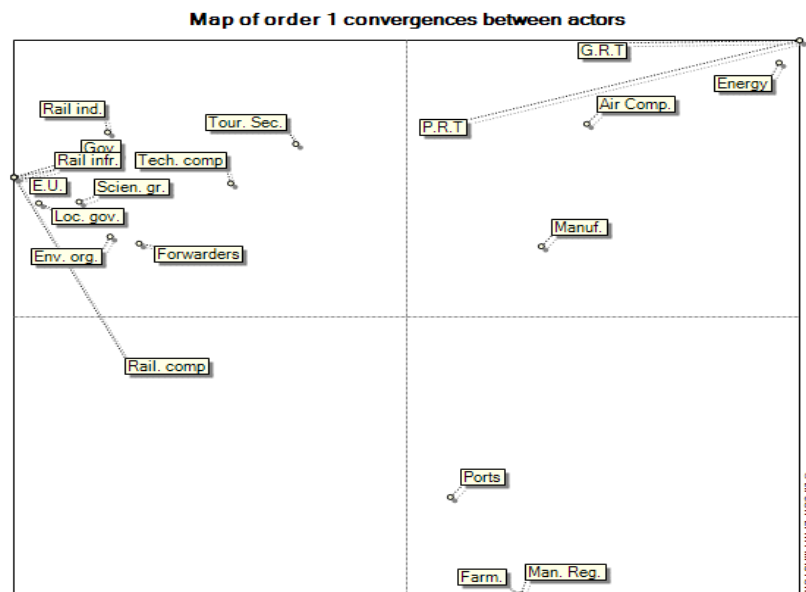 Map of order 1 convergences between actors
G.R.T
Energy
Rail ind.
Air Comp.
Tour. Sec.
P.R.T
Gov
Rail infr.
Tech. comp
E.U.
Scien. gr.
Loc. gov.
Manuf.
Env. org.
Forwarders
Rail. comp
Ports
Farm.
Man. Reg.